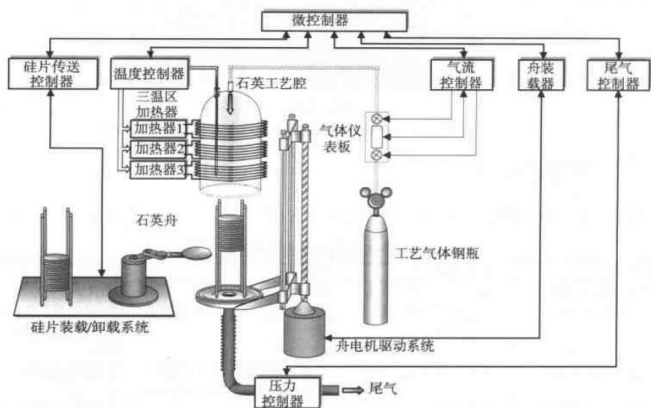 微控制器
硅片传送
控制器
温度控制器
石英工艺腔
气流
控制器
舟装
载器
尾气
控制器
三温区
加热器
加热器1
加热器2
加热器3
气体仪
表板
石英舟
工艺气体钢瓶
硅片装载/卸载系统
舟电机驱动系统
压力
控制器
尾气